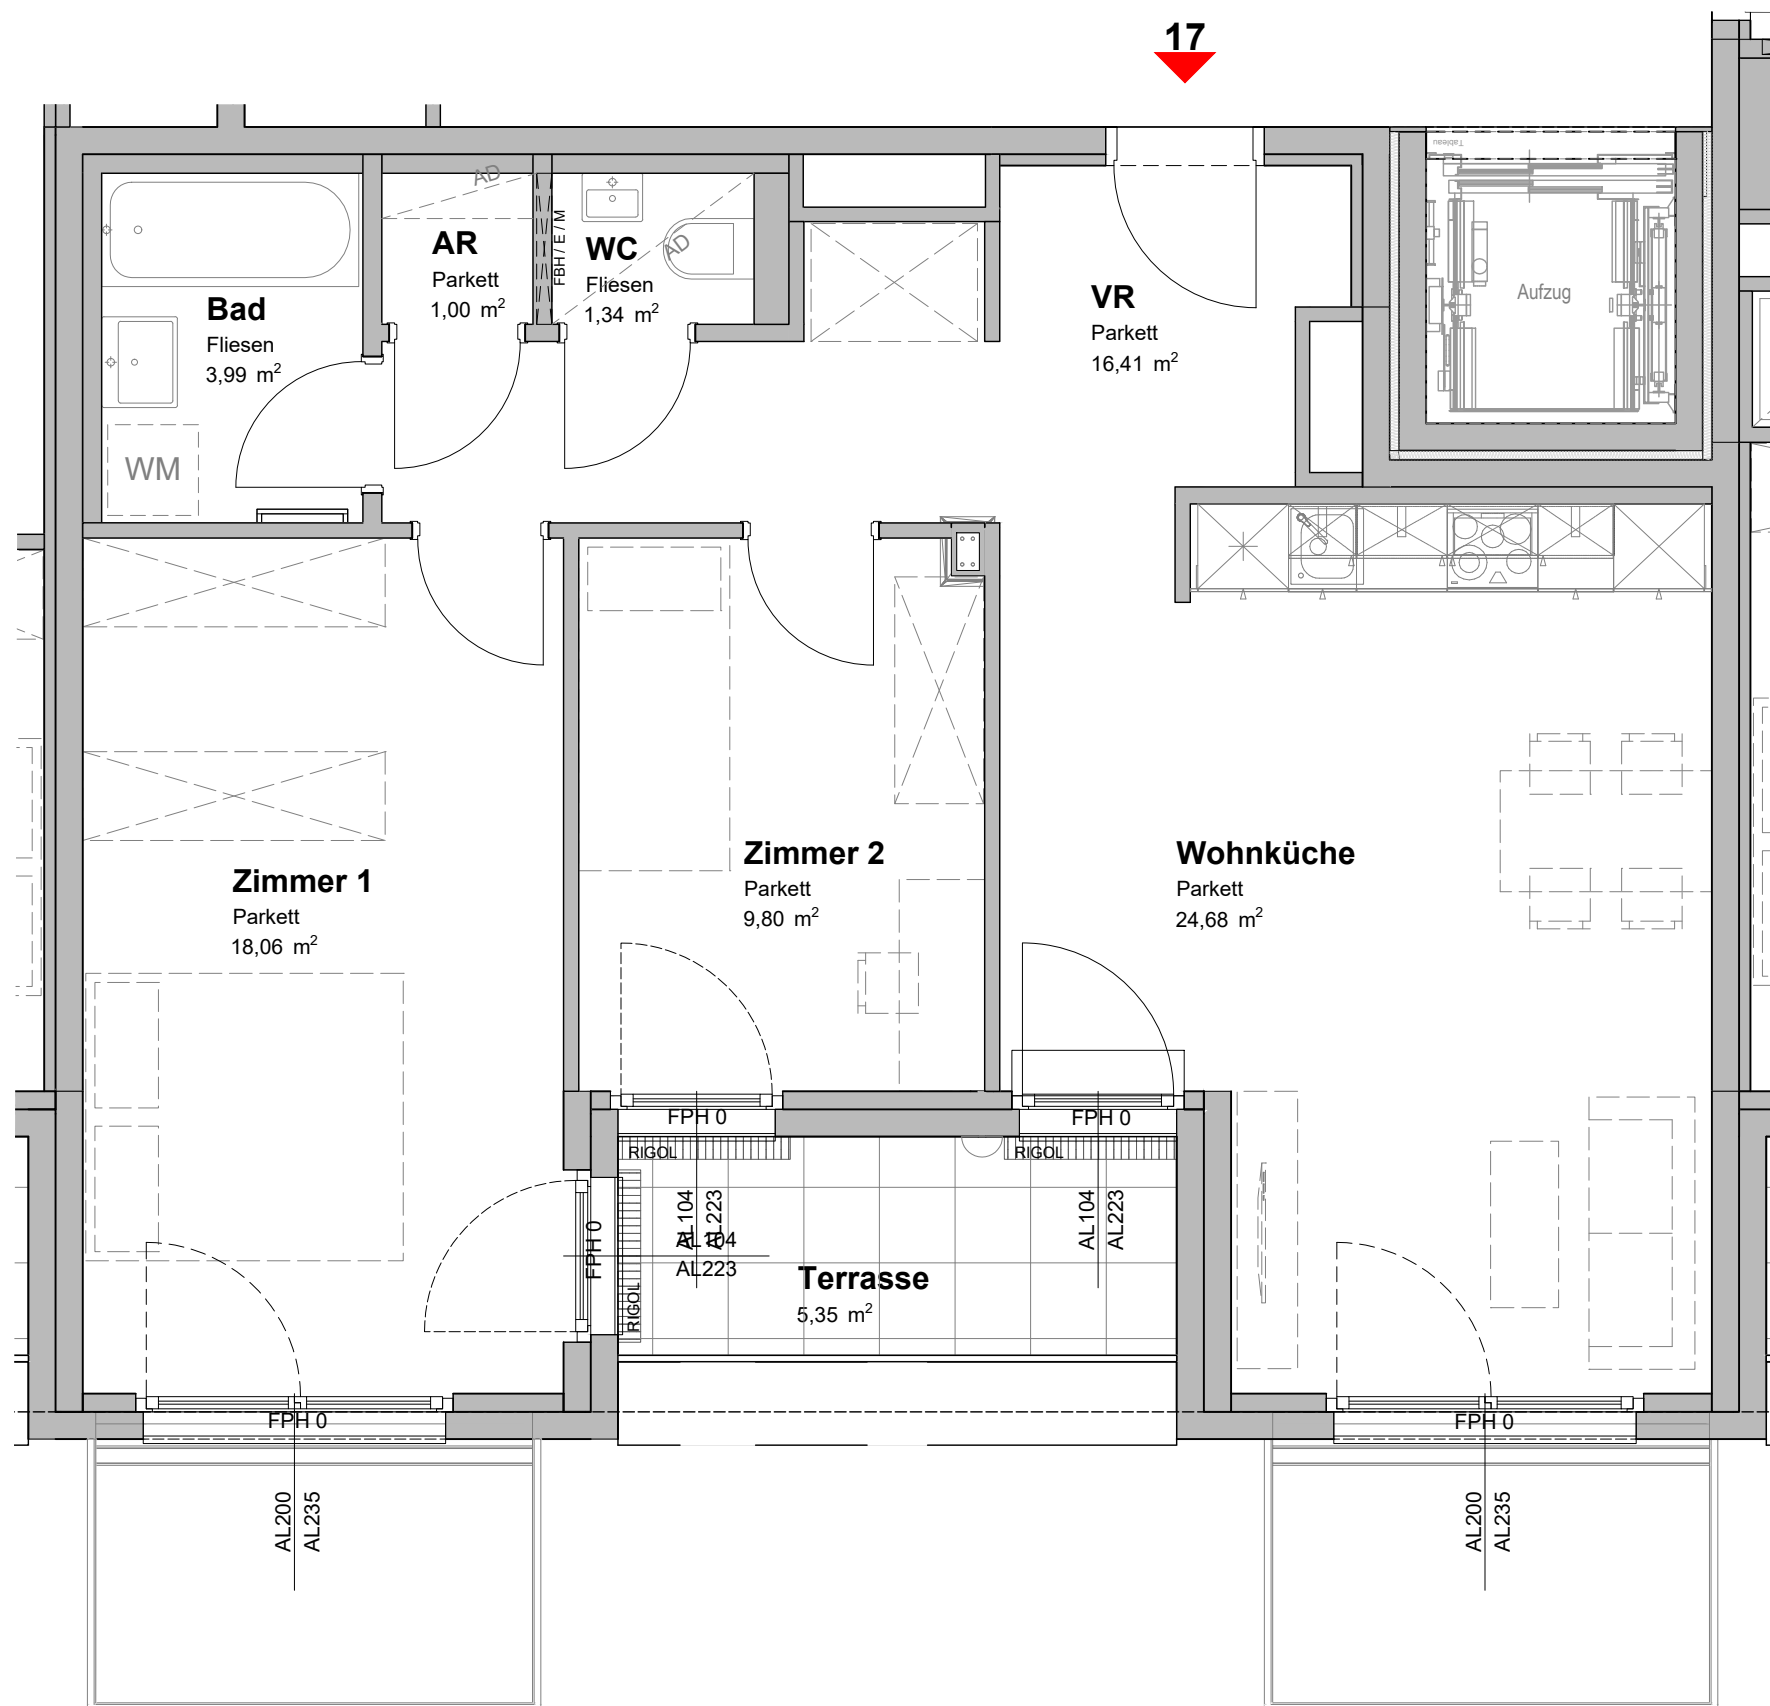 17
Tableau
Aufzug
AD
AR
Parkett
1,00 m²
FBH / E / M
WC
Fliesen
1,34 m²
AD
Bad
Fliesen
3,99 m²
WM
VR
Parkett
16,41 m²
Zimmer 1
Parkett
18,06 m²
Zimmer 2
Parkett
9,80 m²
Wohnküche
Parkett
24,68 m²
FPH 0
FPH 0
RIGOL
RIGOL
AL104
AL223
AL104
AL223
FPH 0
RIGOL
AL104
AL223
Terrasse
5,35 m²
FPH 0
FPH 0
AL200
AL235
AL200
AL235